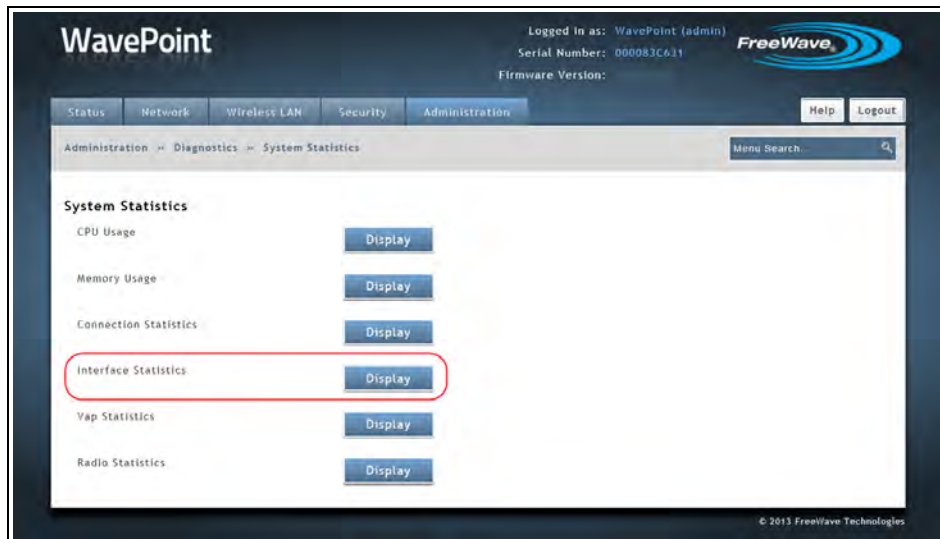 WavePoint
Logged in as: WavePoint (admin)
Serial Number: 000083C631
Firmware Version:
FreeWave
Status Network Wireless LAN Security Administration Help Logout
Administration » Diagnostics » System Statistics
Menu Search...
System Statistics
CPU Usage Display
Memory Usage Display
Connection Statistics Display
Interface Statistics Display
Vap Statistics Display
Radio Statistics Display
© 2013 FreeWave Technologies